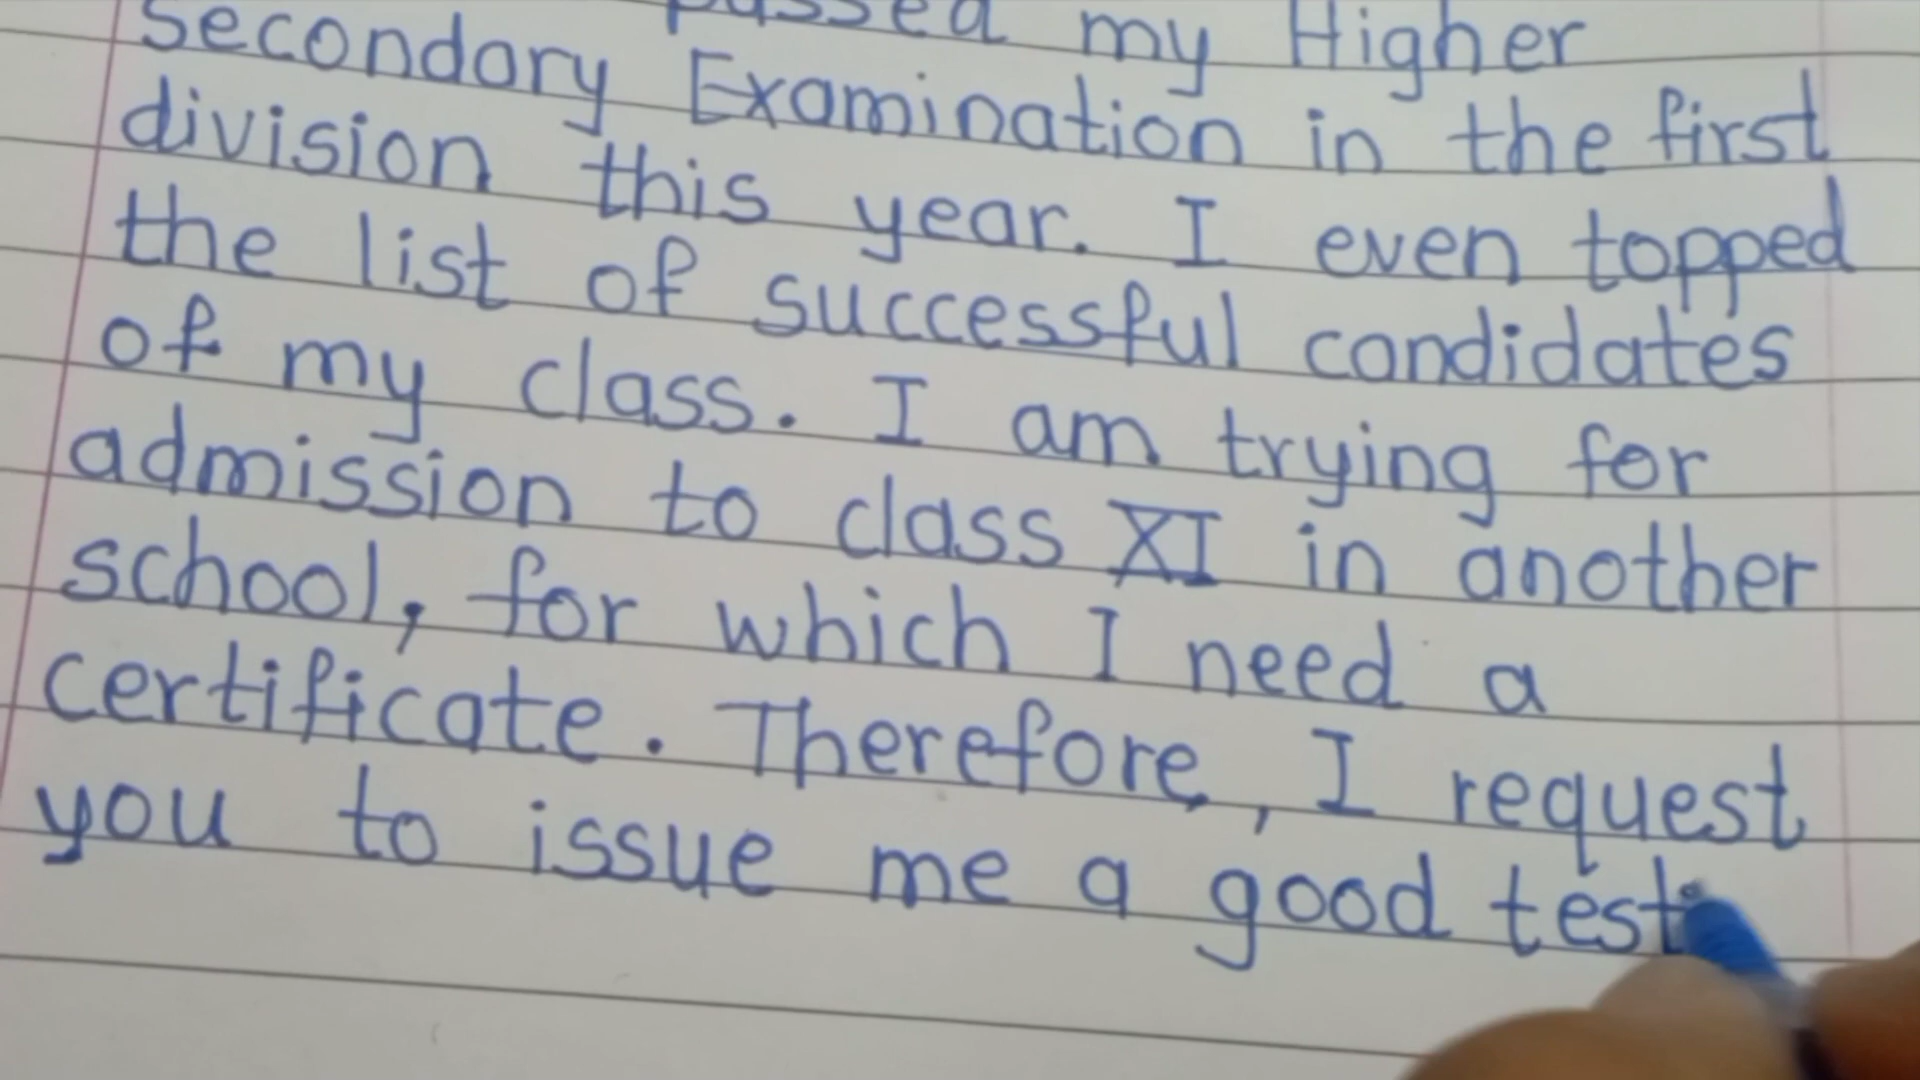 passed my Higher
Secondary Examination in the first
division this year. I even topped
the list of successful candidates
of my class. I am trying for
admission to class XI in another
school, for which I need a
certificate. Therefore, I request
you to issue me a good test